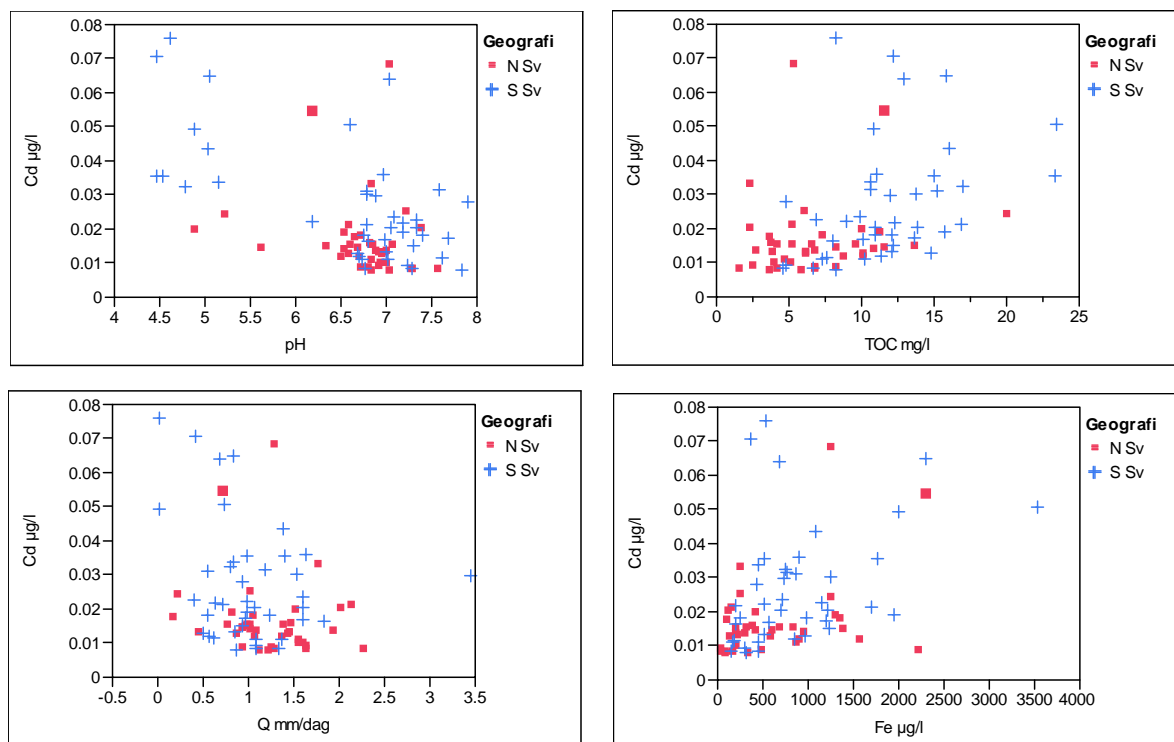 0.08
0.07
0.06
0.05
0.04
0.03
0.02
0.01
0
Cd µg/l
4 4.5 5 5.5 6 6.5 7 7.5 8
pH
Geografi
N Sv
S Sv
0.08
0.07
0.06
0.05
0.04
0.03
0.02
0.01
0
Cd µg/l
0 5 10 15 20 25
TOC mg/l
Geografi
N Sv
S Sv
0.08
0.07
0.06
0.05
0.04
0.03
0.02
0.01
0
Cd µg/l
-0.5 0 0.5 1 1.5 2 2.5 3 3.5
Q mm/dag
Geografi
N Sv
S Sv
0.08
0.07
0.06
0.05
0.04
0.03
0.02
0.01
0
Cd µg/l
0 500 1000 1500 2000 2500 3000 3500 4000
Fe µg/l
Geografi
N Sv
S Sv